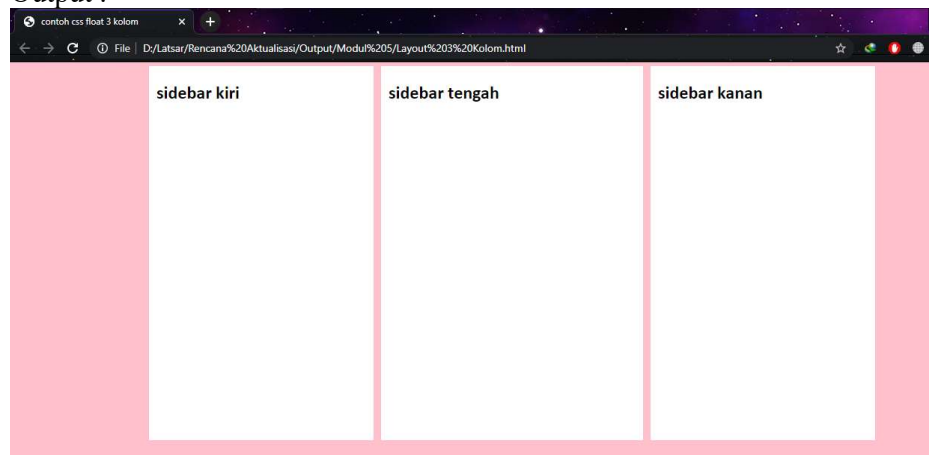 Output :
contoh css float 3 kolom
File | D:/Latsar/Rencana%20Aktualisasi/Output/Modul%205/Layout%203%20Kolom.html
sidebar kiri sidebar tengah sidebar kanan